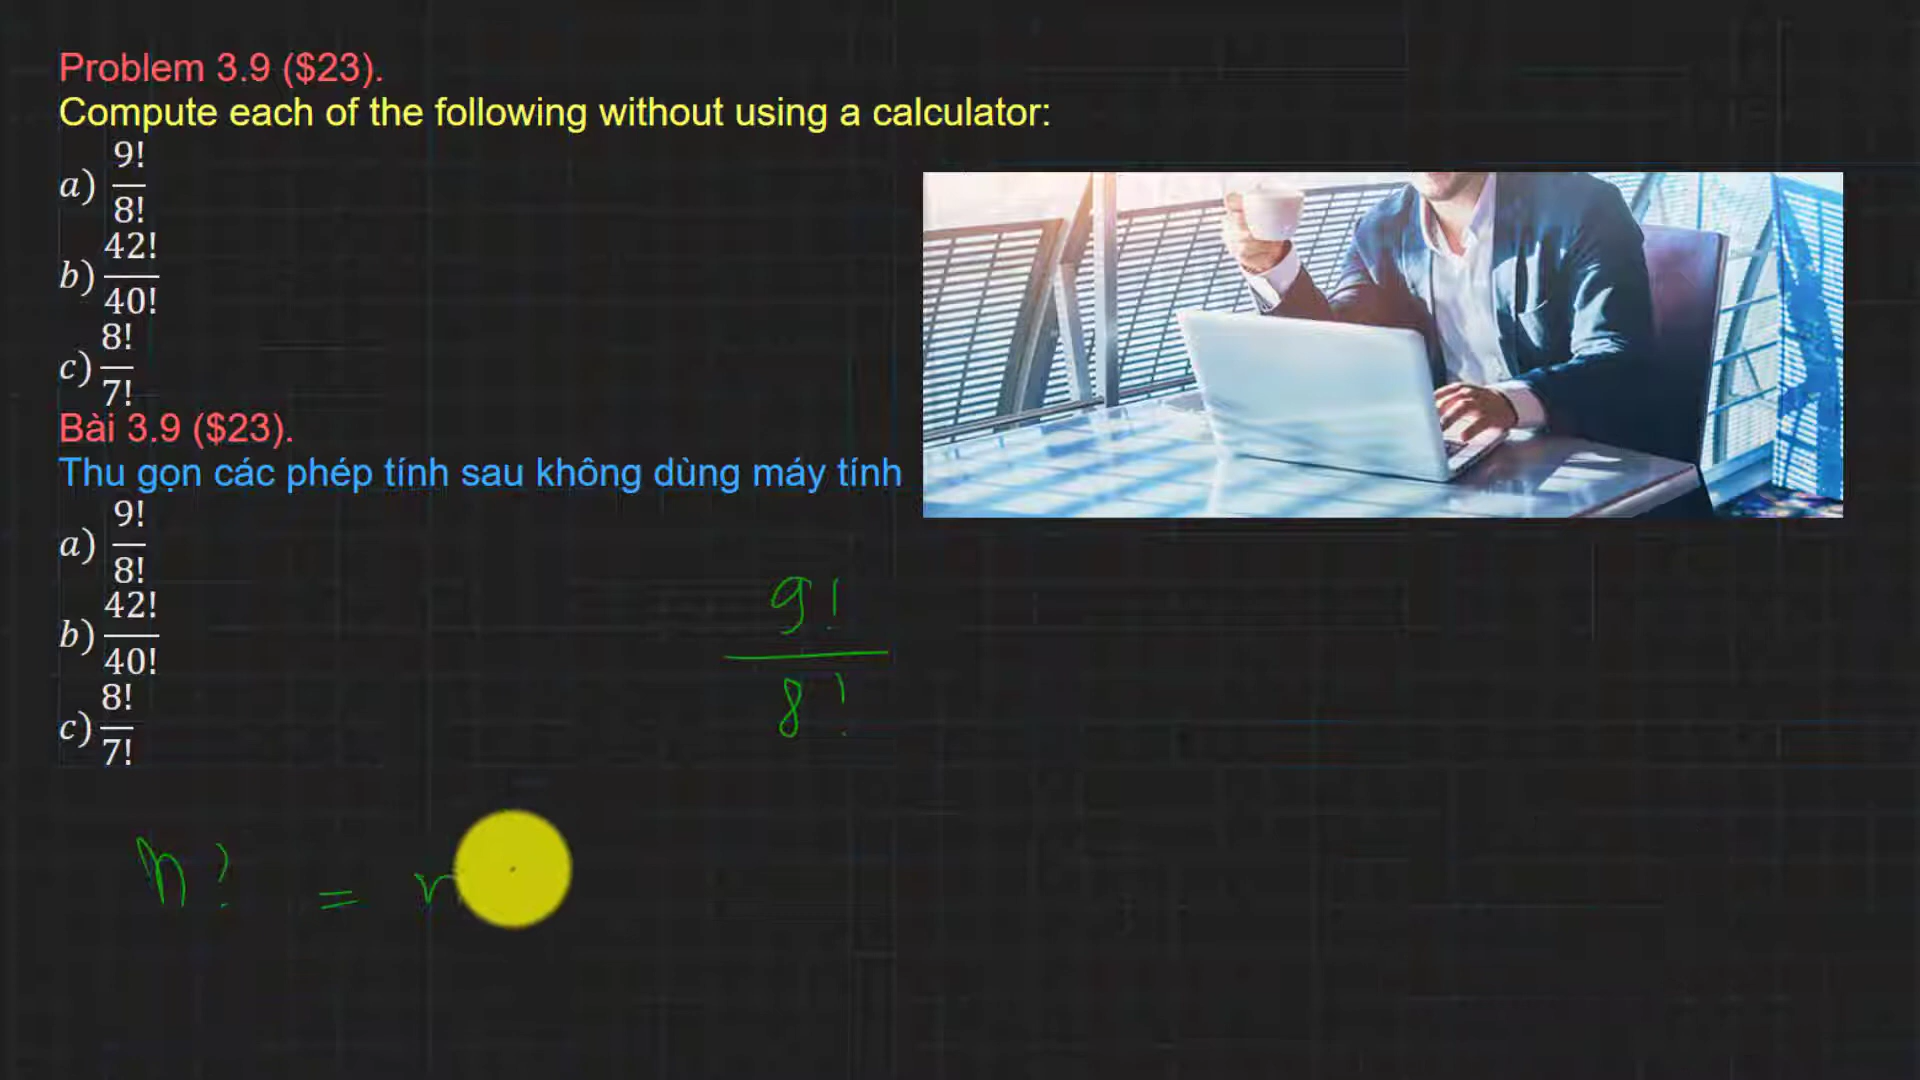 Problem 3.9 ($23).
Compute each of the following without using a calculator:
a) 9!/8!
b) 42!/40!
c) 8!/7!
Bài 3.9 ($23).
Thu gọn các phép tính sau không dùng máy tính
a) 9!/8!
b) 42!/40!
c) 8!/7!
9!
8!
n! =